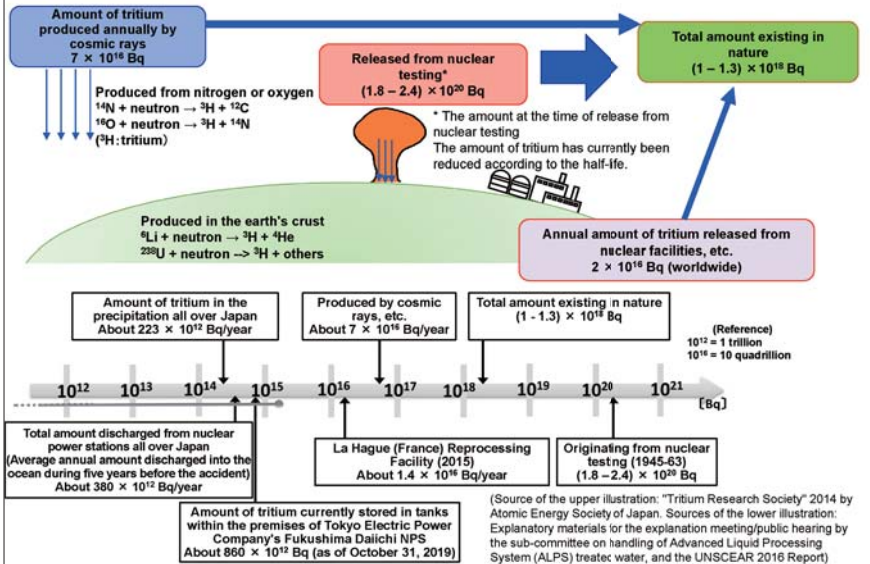 Amount of tritium
produced annually by
cosmic rays
7 × 10¹⁶ Bq
Released from nuclear
testing*
(1.8 – 2.4) ×10²⁰ Bq
Total amount existing in
nature
(1 – 1.3) ×10¹⁸ Bq
Produced from nitrogen or oxygen
¹⁴N + neutron → ³H + ¹²C
¹⁶O + neutron → ³H + ¹⁴N
(³H:tritium)
* The amount at the time of release from
nuclear testing
The amount of tritium has currently been
reduced according to the half-life.
Produced in the earth's crust
⁶Li + neutron → ³H + ⁴He
²³⁸U + neutron --> ³H + others
Annual amount of tritium released from
nuclear facilities, etc.
2 × 10¹⁶ Bq (worldwide)
Amount of tritium in the
precipitation all over Japan
About 223 × 10¹² Bq/year
Produced by cosmic
rays, etc.
About 7 × 10¹⁶ Bq/year
Total amount existing in nature
(1 - 1.3) × 10¹⁸ Bq
(Reference)
10¹² = 1 trillion
10¹⁶ = 10 quadrillion
10¹² 10¹³ 10¹⁴ 10¹⁵ 10¹⁶ 10¹⁷ 10¹⁸ 10¹⁹ 10²⁰ 10²¹
[Bq]
Total amount discharged from nuclear
power stations all over Japan
(Average annual amount discharged into the
ocean during five years before the accident)
About 380 × 10¹² Bq/year
Amount of tritium currently stored in tanks
within the premises of Tokyo Electric Power
Company's Fukushima Daiichi NPS
About 860 × 10¹² Bq (as of October 31, 2019)
La Hague (France) Reprocessing
Facility (2015)
About 1.4 × 10¹⁶ Bq/year
Originating from nuclear
testing (1945-63)
(1.8 – 2.4) × 10²⁰ Bq
(Source of the upper illustration: "Tritium Research Society" 2014 by
Atomic Energy Society of Japan. Sources of the lower illustration:
Explanatory materials for the explanation meeting/public hearing by
the sub-committee on handling of Advanced Liquid Processing
System (ALPS) treated water, and the UNSCEAR 2016 Report)